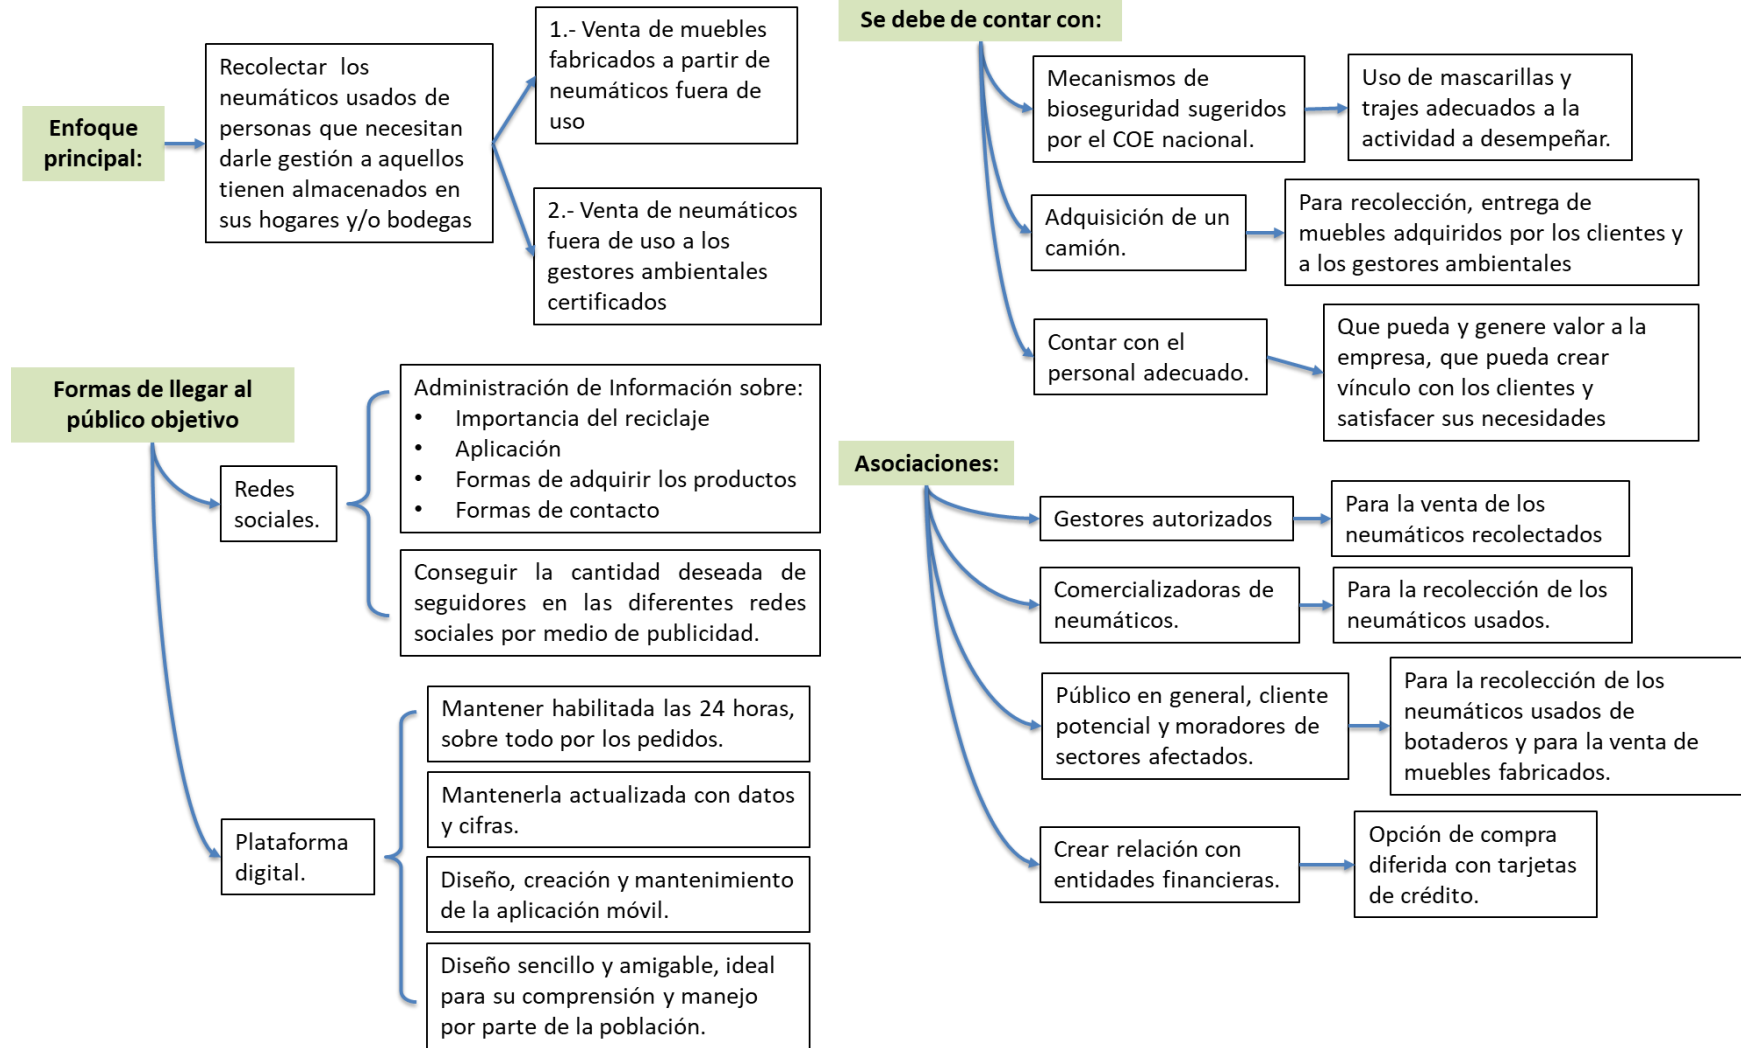 Enfoque
principal:
Recolectar los
neumáticos usados de
personas que necesitan
darle gestión a aquellos
tienen almacenados en
sus hogares y/o bodegas
1.- Venta de muebles
fabricados a partir de
neumáticos fuera de
uso
2.- Venta de neumáticos
fuera de uso a los
gestores ambientales
certificados
Formas de llegar al
público objetivo
Redes
sociales.
Administración de Información sobre:
• Importancia del reciclaje
• Aplicación
• Formas de adquirir los productos
• Formas de contacto
Conseguir la cantidad deseada de
seguidores en las diferentes redes
sociales por medio de publicidad.
Plataforma
digital.
Mantener habilitada las 24 horas,
sobre todo por los pedidos.
Mantenerla actualizada con datos
y cifras.
Diseño, creación y mantenimiento
de la aplicación móvil.
Diseño sencillo y amigable, ideal
para su comprensión y manejo
por parte de la población.
Se debe de contar con:
Mecanismos de
bioseguridad sugeridos
por el COE nacional.
Uso de mascarillas y
trajes adecuados a la
actividad a desempeñar.
Adquisición de un
camión.
Para recolección, entrega de
muebles adquiridos por los clientes y
a los gestores ambientales
Contar con el
personal adecuado.
Que pueda y genere valor a la
empresa, que pueda crear
vínculo con los clientes y
satisfacer sus necesidades
Asociaciones:
Gestores autorizados
Para la venta de los
neumáticos recolectados
Comercializadoras de
neumáticos.
Para la recolección de los
neumáticos usados.
Público en general, cliente
potencial y moradores de
sectores afectados.
Para la recolección de los
neumáticos usados de
botaderos y para la venta de
muebles fabricados.
Crear relación con
entidades financieras.
Opción de compra
diferida con tarjetas
de crédito.